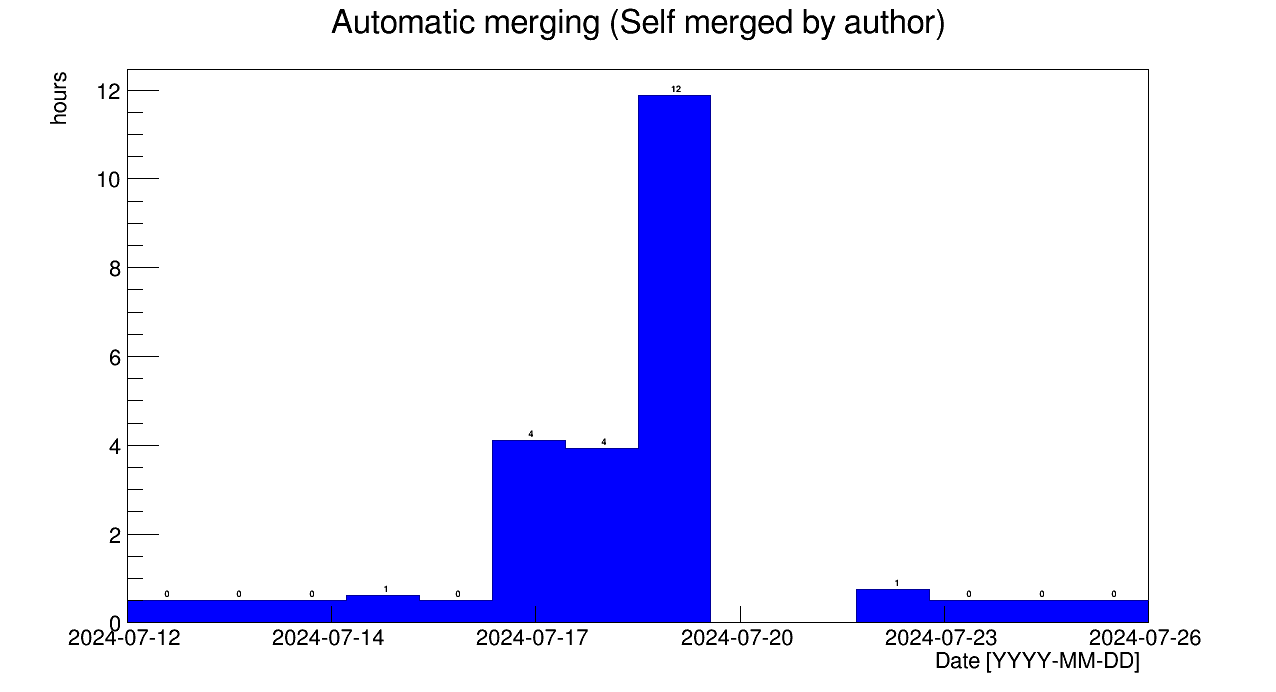 Automatic merging (Self merged by author)
hours
12
10
8
6
4
2
0
0 0 0 1 0 4 4 12 1 0 0 0
2024-07-12 2024-07-14 2024-07-17 2024-07-20 2024-07-23 2024-07-26
Date [YYYY-MM-DD]